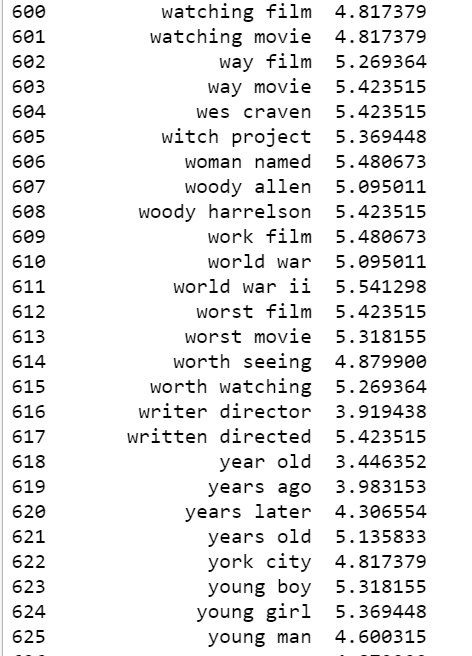 600 watching film 4.817379
601 watching movie 4.817379
602 way film 5.269364
603 way movie 5.423515
604 wes craven 5.423515
605 witch project 5.369448
606 woman named 5.480673
607 woody allen 5.095011
608 woody harrelson 5.423515
609 work film 5.480673
610 world war 5.095011
611 world war ii 5.541298
612 worst film 5.423515
613 worst movie 5.318155
614 worth seeing 4.879900
615 worth watching 5.269364
616 writer director 3.919438
617 written directed 5.423515
618 year old 3.446352
619 years ago 3.983153
620 years later 4.306554
621 years old 5.135833
622 york city 4.817379
623 young boy 5.318155
624 young girl 5.369448
625 young man 4.600315